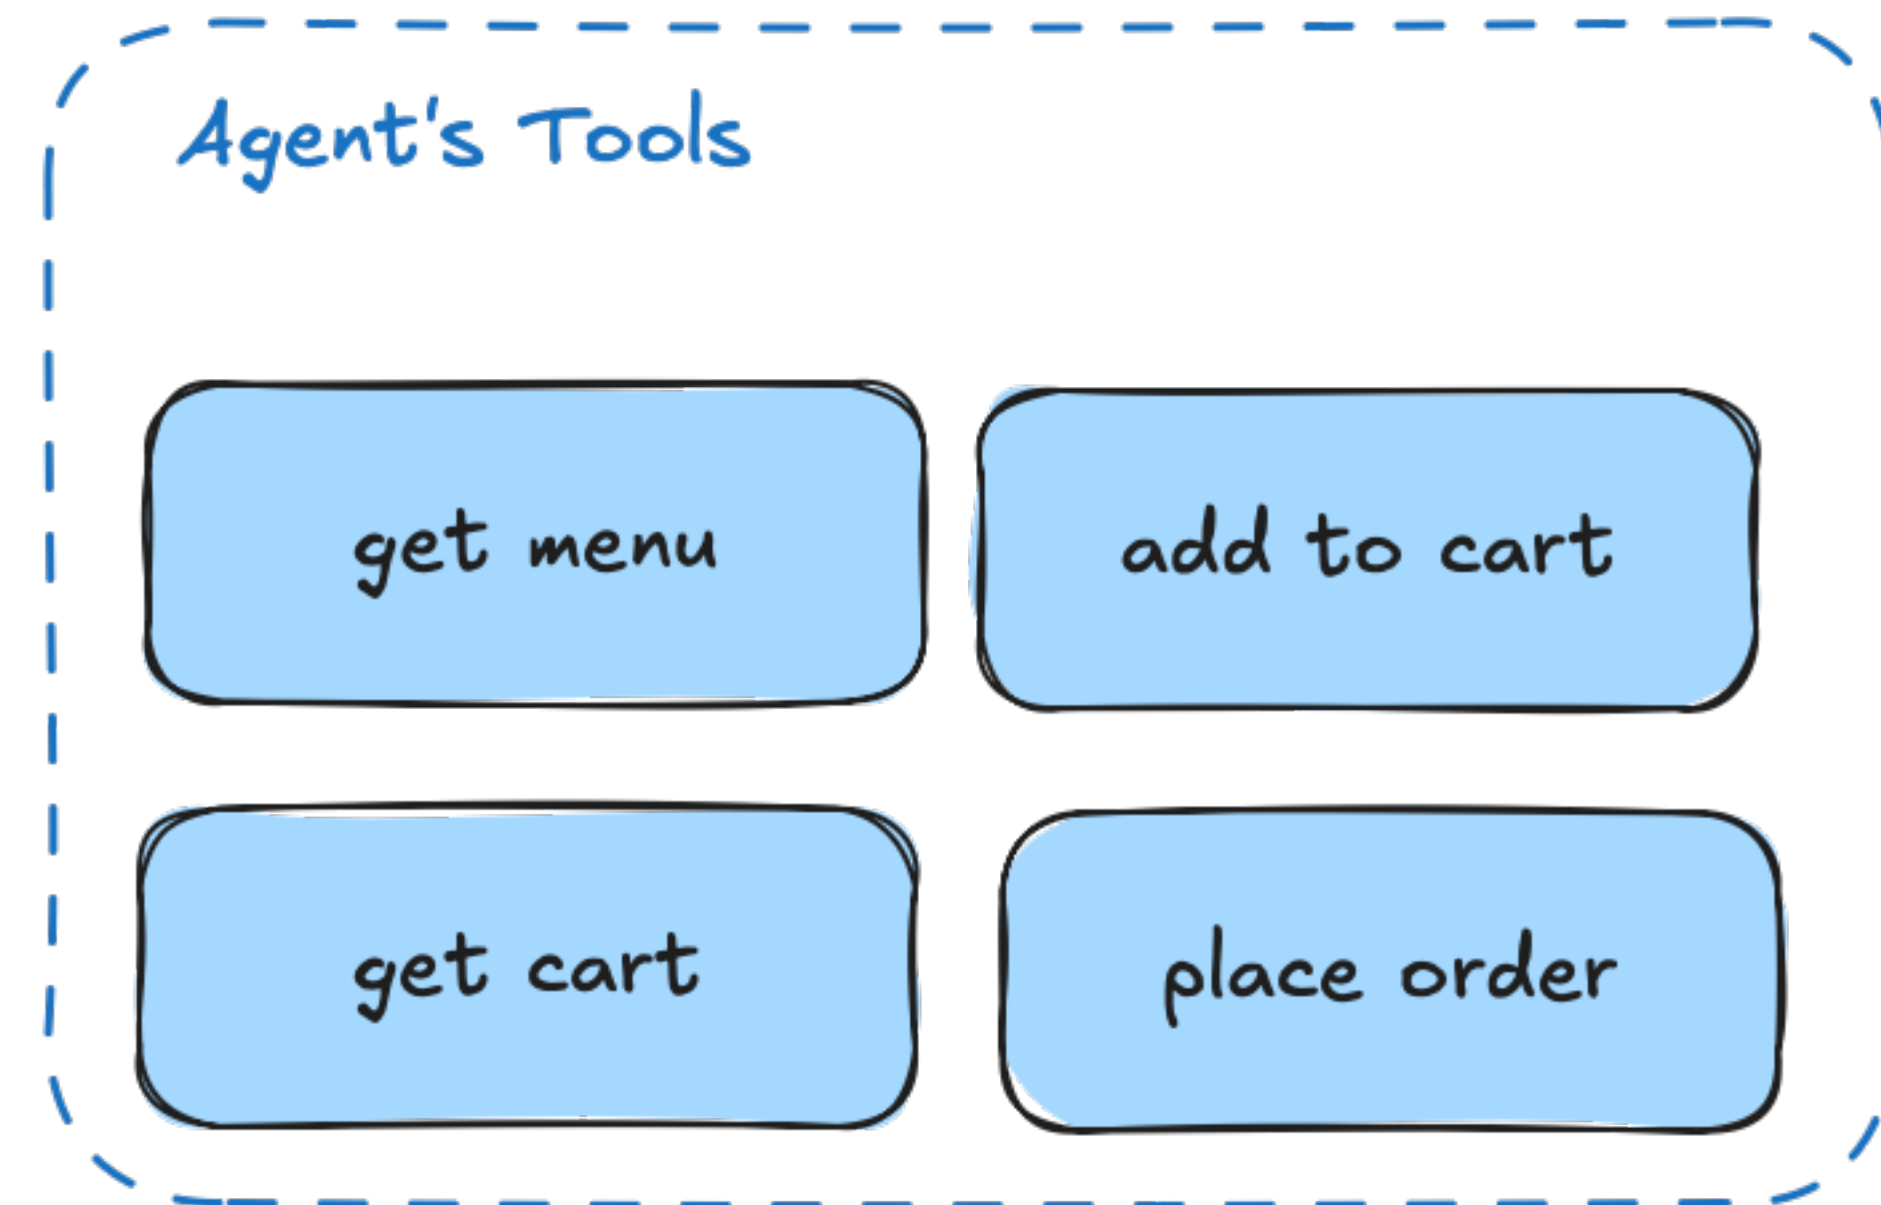 Agent's Tools
get menu
add to cart
get cart
place order